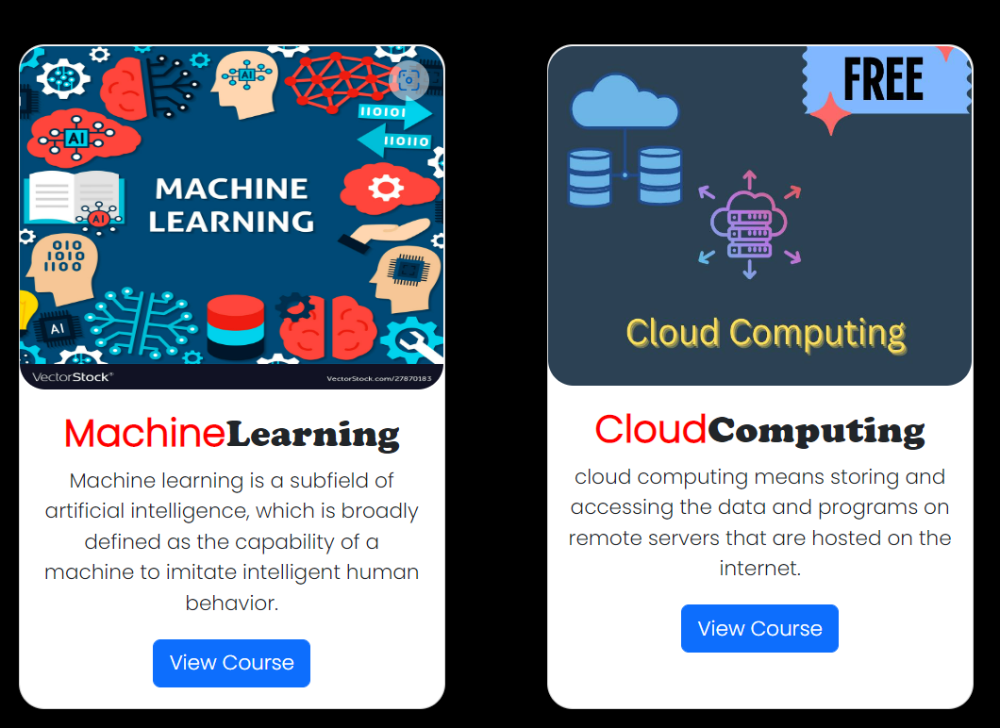 MACHINE
LEARNING
01011
01110
AI
AI
010
1010
1100
AI
VectorStock®
VectorStock.com/27870183
MachineLearning
Machine learning is a subfield of
artificial intelligence, which is broadly
defined as the capability of a
machine to imitate intelligent human
behavior.
View Course
FREE
Cloud Computing
CloudComputing
cloud computing means storing and
accessing the data and programs on
remote servers that are hosted on the
internet.
View Course